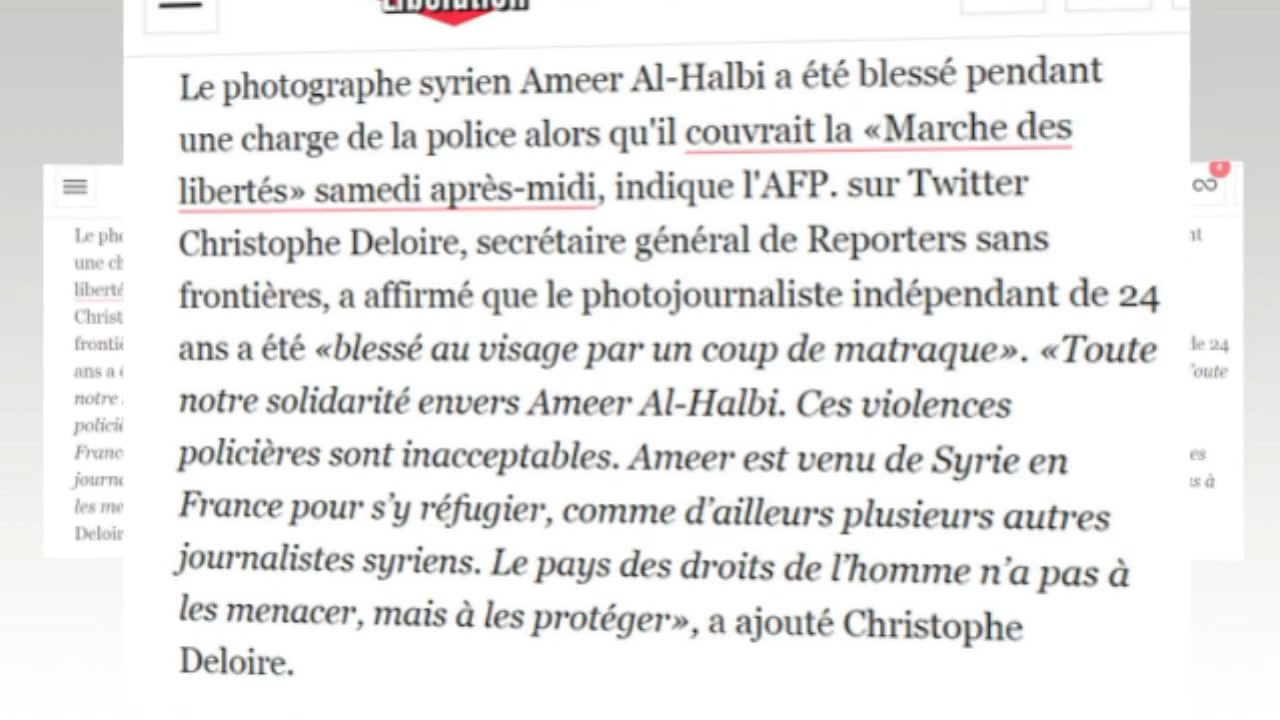 Libération
Le photographe syrien Ameer Al-Halbi a été blessé pendant
une charge de la police alors qu'il couvrait la «Marche des
libertés» samedi après-midi, indique l'AFP. sur Twitter
Christophe Deloire, secrétaire général de Reporters sans
frontières, a affirmé que le photojournaliste indépendant de 24
ans a été «blessé au visage par un coup de matraque». «Toute
notre solidarité envers Ameer Al-Halbi. Ces violences
policières sont inacceptables. Ameer est venu de Syrie en
France pour s’y réfugier, comme d’ailleurs plusieurs autres
journalistes syriens. Le pays des droits de l’homme n’a pas à
les menacer, mais à les protéger», a ajouté Christophe
Deloire.